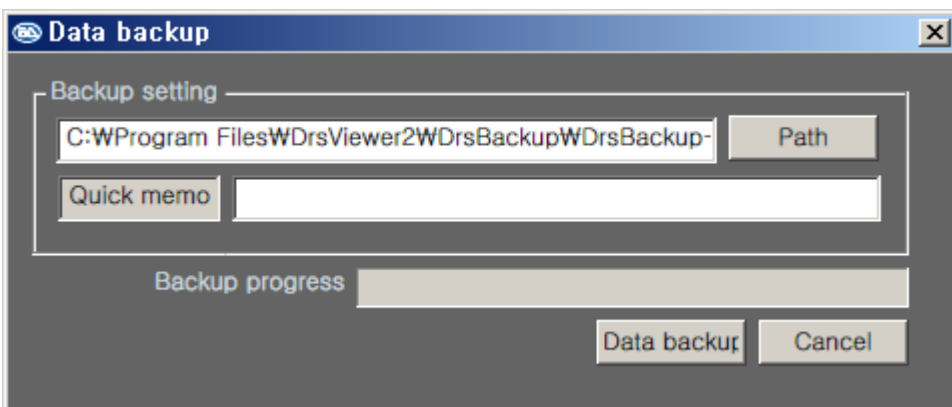 Data backup
Backup setting
C:₩Program Files₩DrsViewer2₩DrsBackup₩DrsBackup-
Path
Quick memo
Backup progress
Data backup
Cancel